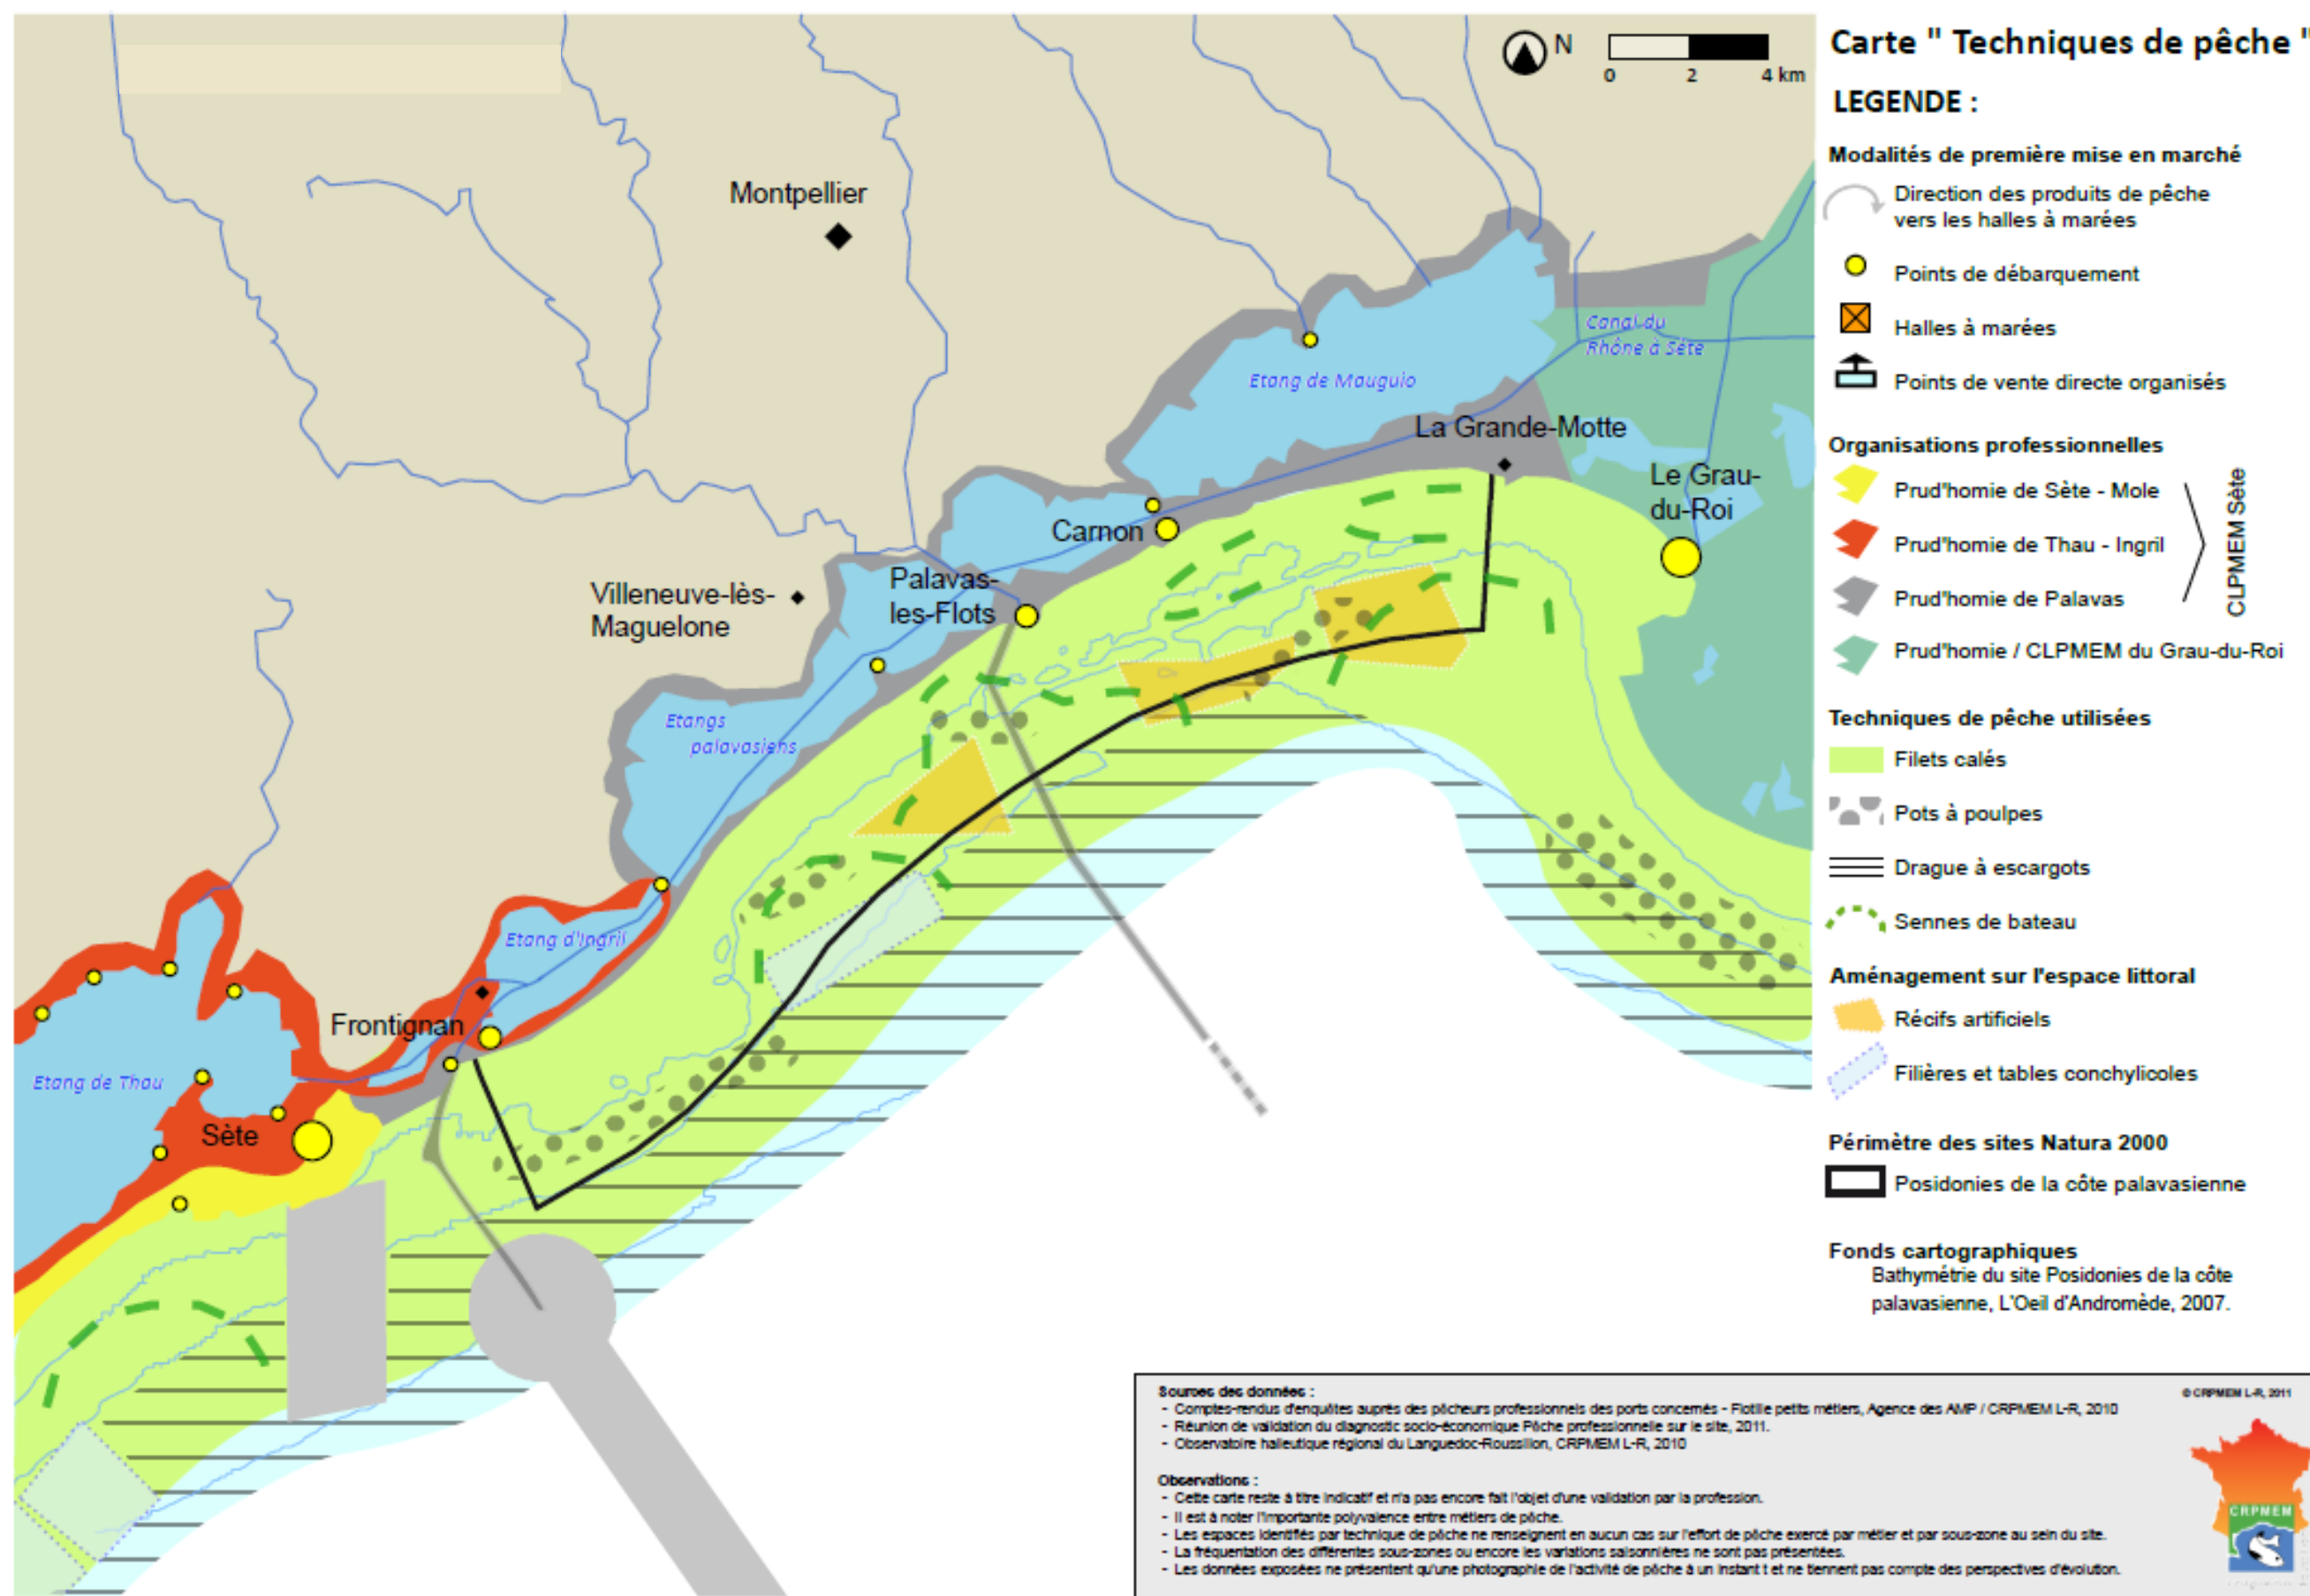 Carte " Techniques de pêche "
LEGENDE :
Modalités de première mise en marché
Direction des produits de pêche
vers les halles à marées
Points de débarquement
Halles à marées
Points de vente directe organisés
Organisations professionnelles
Prud'homie de Sète - Mole
Prud'homie de Thau - Ingril
Prud'homie de Palavas
CLPMEM Sète
Prud'homie / CLPMEM du Grau-du-Roi
Techniques de pêche utilisées
Filets calés
Pots à poulpes
Drague à escargots
Sennes de bateau
Aménagement sur l'espace littoral
Récifs artificiels
Filières et tables conchylicoles
Périmètre des sites Natura 2000
Posidonies de la côte palavasienne
Fonds cartographiques
Bathymétrie du site Posidonies de la côte
palavasienne, L'Oeil d'Andromède, 2007.
N
0 2 4 km
Montpellier
Canal du
Rhône à Sète
Etang de Mauguio
La Grande-Motte
Le Grau-
du-Roi
Carnon
Palavas-
les-Flots
Villeneuve-lès-
Maguelone
Etangs
palavasiens
Etang d'Ingril
Frontignan
Etang de Thau
Sète
Sources des données :
- Comptes-rendus d'enquêtes auprès des pêcheurs professionnels des ports concernés - Flotille petits métiers, Agence des AMP / CRPMEM L-R, 2010
- Réunion de validation du diagnostic socio-économique Pêche professionnelle sur le site, 2011.
- Observatoire halieutique régional du Languedoc-Roussillon, CRPMEM L-R, 2010
Observations :
- Cette carte reste à titre indicatif et n'a pas encore fait l'objet d'une validation par la profession.
- Il est à noter l'importante polyvalence entre métiers de pêche.
- Les espaces identifiés par technique de pêche ne renseignent en aucun cas sur l'effort de pêche exercé par métier et par sous-zone au sein du site.
- La fréquentation des différentes sous-zones ou encore les variations saisonnières ne sont pas présentées.
- Les données exposées ne présentent qu'une photographie de l'activité de pêche à un instant t et ne tiennent pas compte des perspectives d'évolution.
© CRPMEM L-R, 2011
CRPMEM